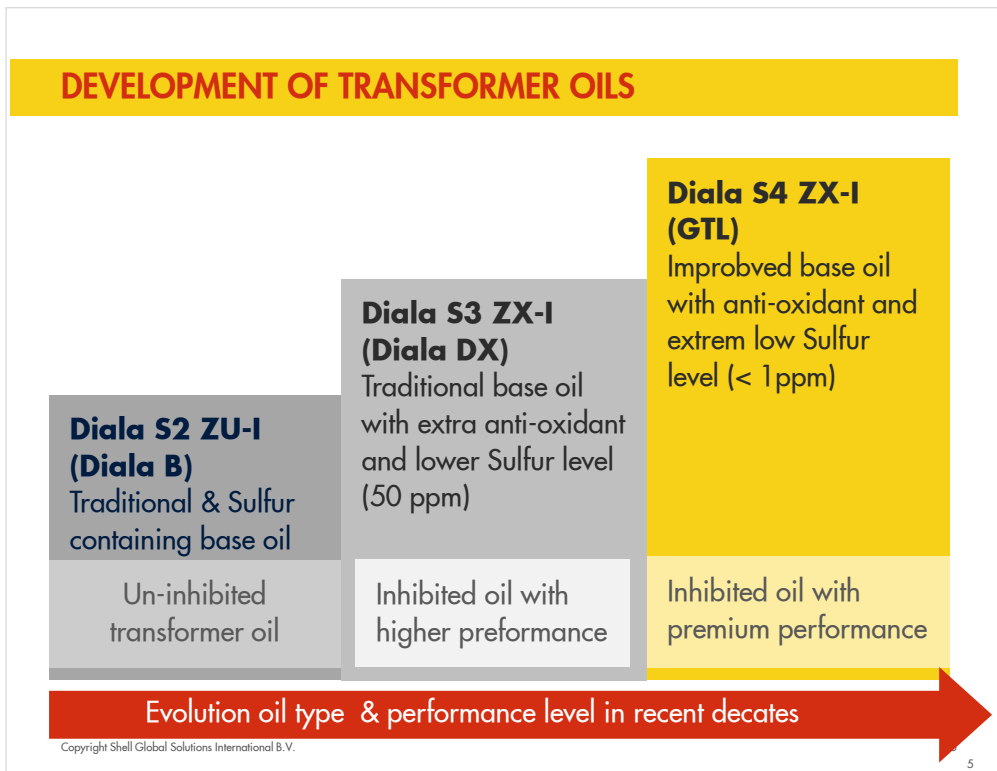 DEVELOPMENT OF TRANSFORMER OILS
Diala S2 ZU-I
(Diala B)
Traditional & Sulfur
containing base oil
Un-inhibited
transformer oil
Diala S3 ZX-I
(Diala DX)
Traditional base oil
with extra anti-oxidant
and lower Sulfur level
(50 ppm)
Inhibited oil with
higher preformance
Diala S4 ZX-I
(GTL)
Improbved base oil
with anti-oxidant and
extrem low Sulfur
level (< 1ppm)
Inhibited oil with
premium performance
Evolution oil type & performance level in recent decates
Copyright Shell Global Solutions International B.V.
5